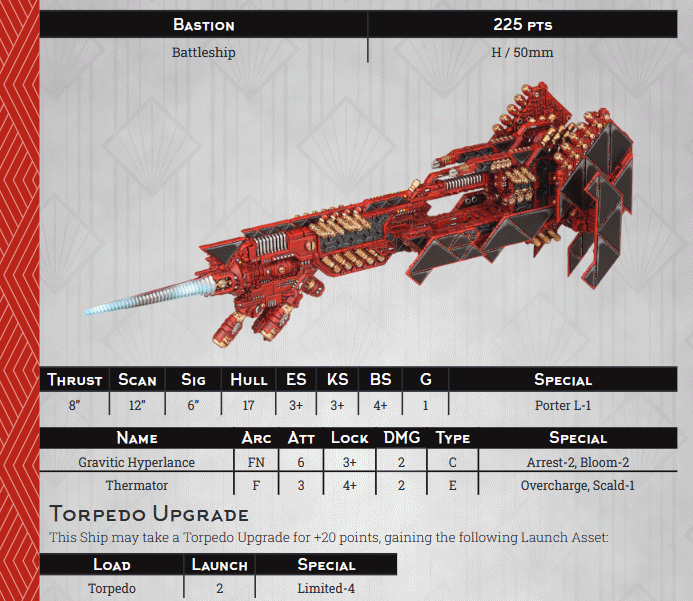 Bastion 225 pts
Battleship H / 50mm
Thrust Scan Sig Hull ES KS BS G Special
8” 12” 6” 17 3+ 3+ 4+ 1 Porter L-1
Name Arc Att Lock DMG Type Special
Gravitic Hyperlance FN 6 3+ 2 C Arrest-2, Bloom-2
Thermator F 3 4+ 2 E Overcharge, Scald-1
Torpedo Upgrade
This Ship may take a Torpedo Upgrade for +20 points, gaining the following Launch Asset:
Load Launch Special
Torpedo 2 Limited-4